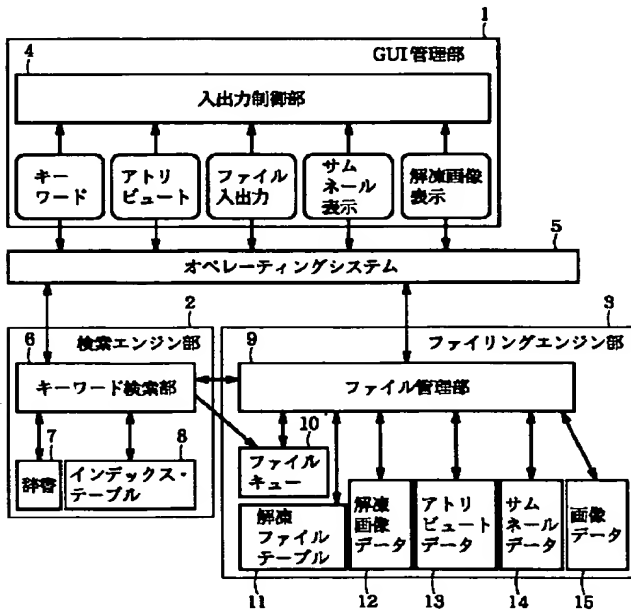 1
GUI管理部
4
入出力制御部
キー
ワード
アトリ
ビュート
ファイル
入出力
サム
ネール
表示
解凍画像
表示
5
オペレーティングシステム
2
検索エンジン部
6
キーワード検索部
7
辞書
8
インデックス・
テーブル
3
ファイリングエンジン部
9
ファイル管理部
10
ファイル
キュー
解凍
ファイル
テーブル
解凍
画像
データ
アトリ
ビュート
データ
サム
ネール
データ
画像
データ
11
12
13
14
15